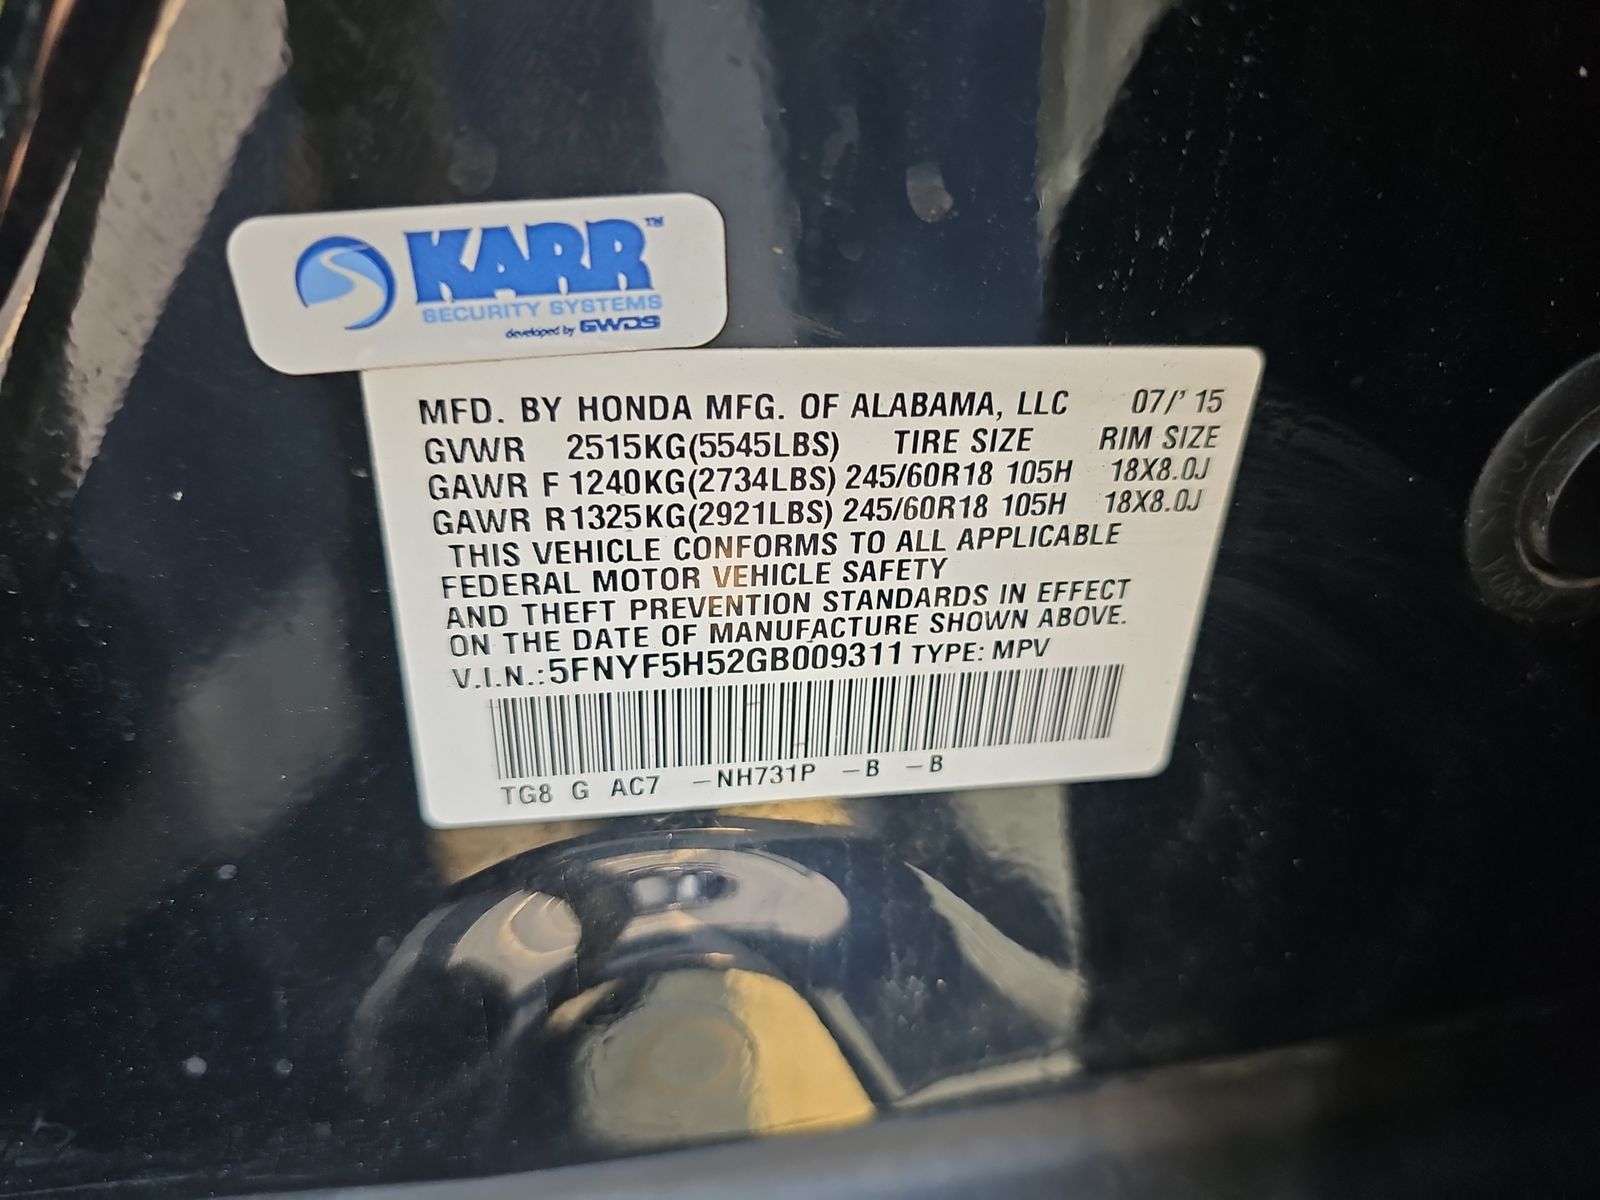 KARR™
SECURITY SYSTEMS
developed by GWDS
MFD. BY HONDA MFG. OF ALABAMA, LLC 07/' 15
GVWR 2515KG(5545LBS) TIRE SIZE RIM SIZE
GAWR F 1240KG(2734LBS) 245/60R18 105H 18X8.0J
GAWR R1325KG(2921LBS) 245/60R18 105H 18X8.0J
THIS VEHICLE CONFORMS TO ALL APPLICABLE
FEDERAL MOTOR VEHICLE SAFETY
AND THEFT PREVENTION STANDARDS IN EFFECT
ON THE DATE OF MANUFACTURE SHOWN ABOVE.
V.I.N.:5FNYF5H52GB009311 TYPE: MPV
TG8 G AC7 -NH731P -B -B